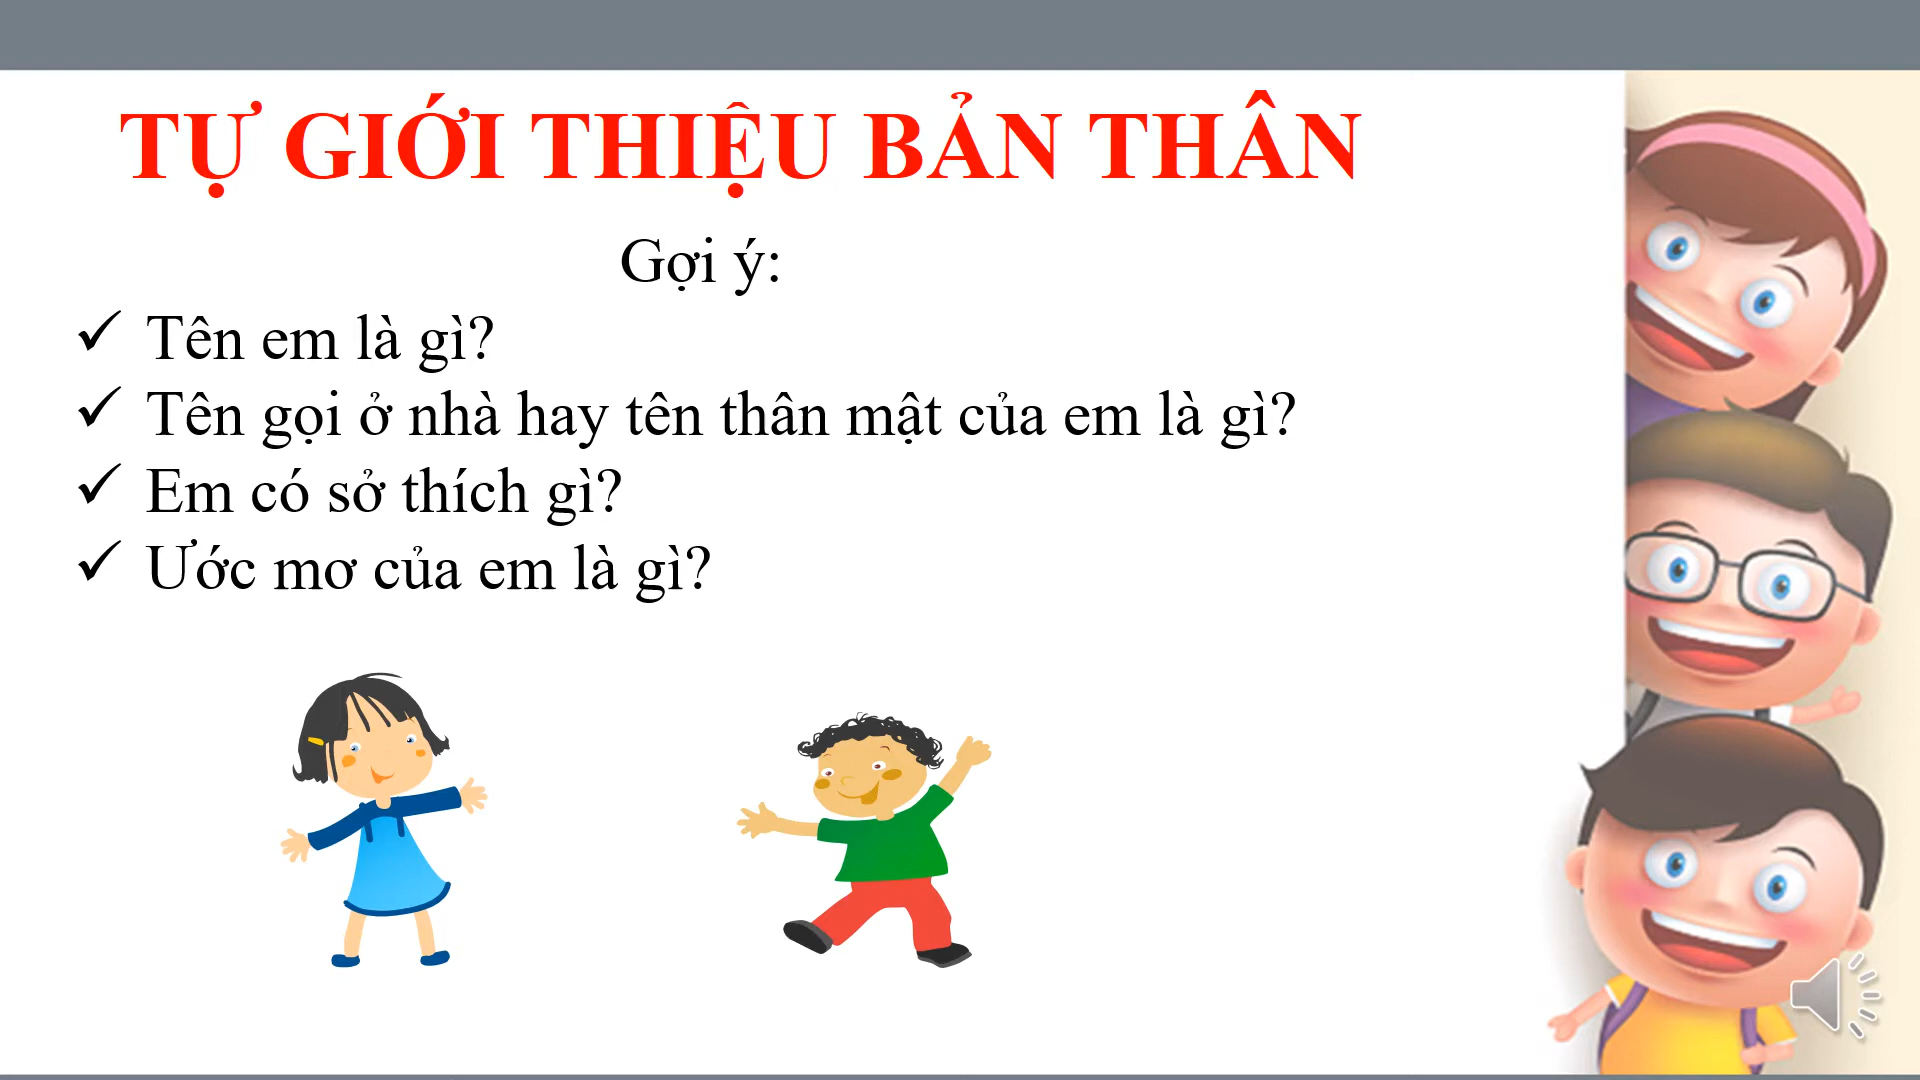 TỰ GIỚI THIỆU BẢN THÂN
Gợi ý:
✓ Tên em là gì?
✓ Tên gọi ở nhà hay tên thân mật của em là gì?
✓ Em có sở thích gì?
✓ Ước mơ của em là gì?